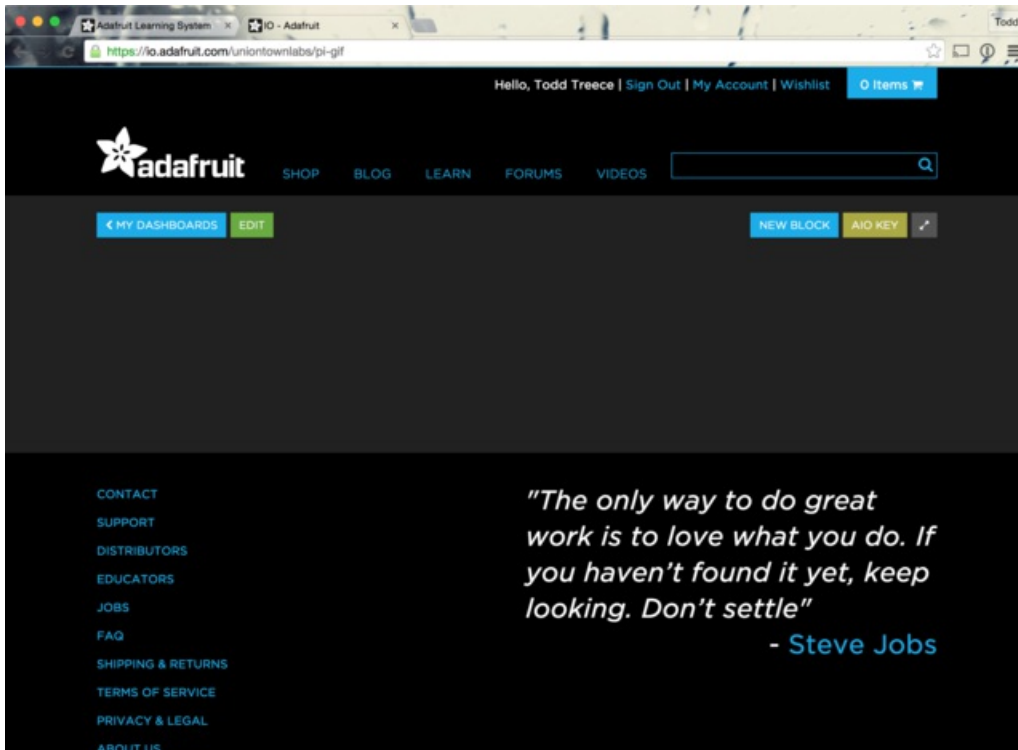 Adafruit Learning System
IO - Adafruit
Todd
https://io.adafruit.com/uniontownlabs/pi-gif
Hello, Todd Treece | Sign Out | My Account | Wishlist
0 Items
adafruit
SHOP BLOG LEARN FORUMS VIDEOS
MY DASHBOARDS EDIT
NEW BLOCK AIO KEY
CONTACT
SUPPORT
DISTRIBUTORS
EDUCATORS
JOBS
FAQ
SHIPPING & RETURNS
TERMS OF SERVICE
PRIVACY & LEGAL
ABOUT US
"The only way to do great
work is to love what you do. If
you haven't found it yet, keep
looking. Don't settle"
- Steve Jobs